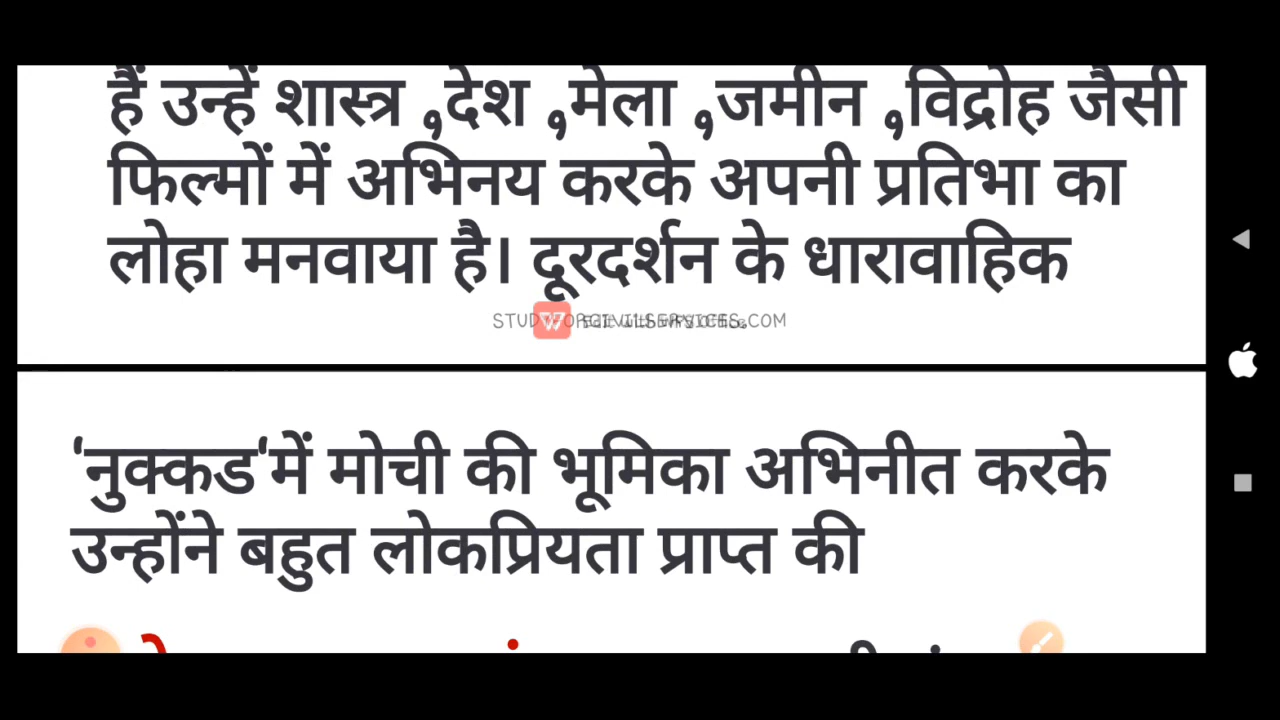 हैं उन्हें शास्त्र ,देश ,मेला ,जमीन ,विद्रोह जैसी
फिल्मों में अभिनय करके अपनी प्रतिभा का
लोहा मनवाया है। दूरदर्शन के धारावाहिक
'नुक्कड'में मोची की भूमिका अभिनीत करके
उन्होंने बहुत लोकप्रियता प्राप्त की